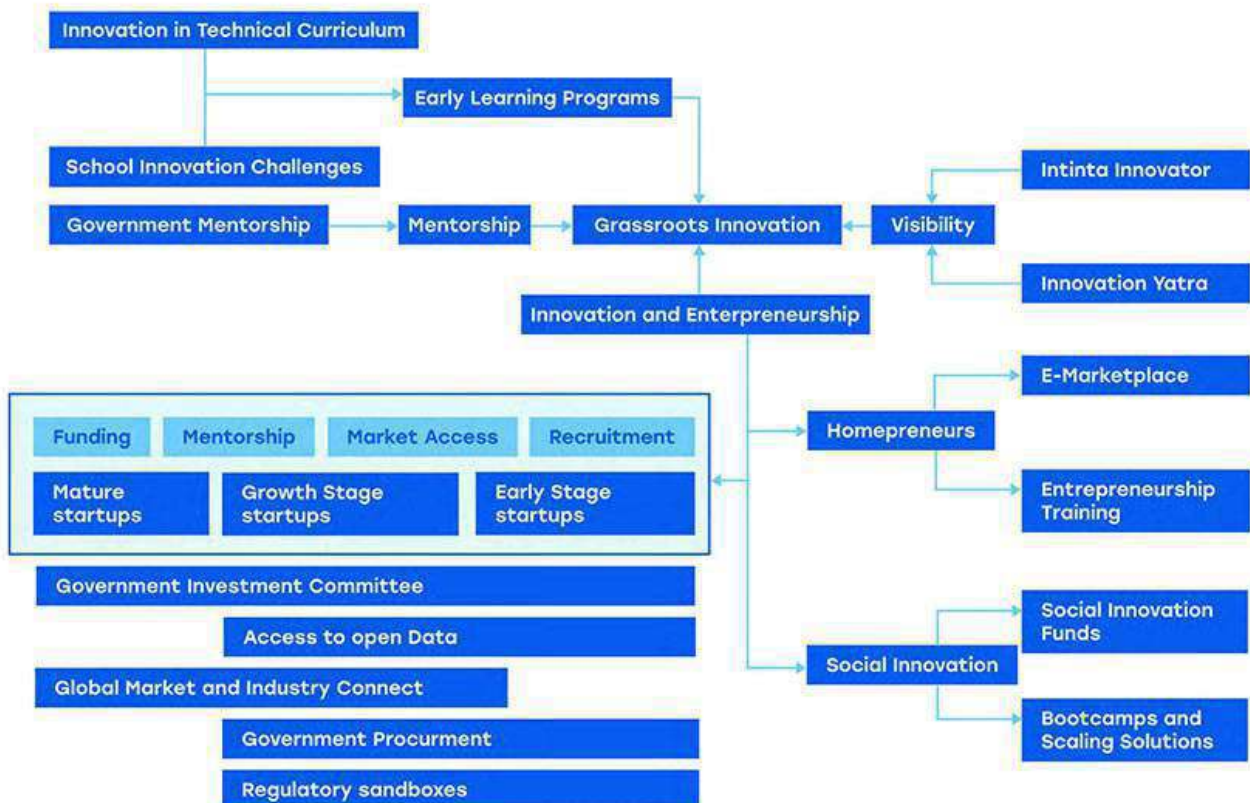 Innovation in Technical Curriculum
Early Learning Programs
School Innovation Challenges
Intinta Innovator
Government Mentorship
Mentorship
Grassroots Innovation
Visibility
Innovation Yatra
Innovation and Enterpreneurship
E-Marketplace
Funding
Mentorship
Market Access
Recruitment
Homepreneurs
Mature
startups
Growth Stage
startups
Early Stage
startups
Entrepreneurship
Training
Government Investment Committee
Access to open Data
Social Innovation
Funds
Social Innovation
Global Market and Industry Connect
Bootcamps and
Scaling Solutions
Government Procurment
Regulatory sandboxes